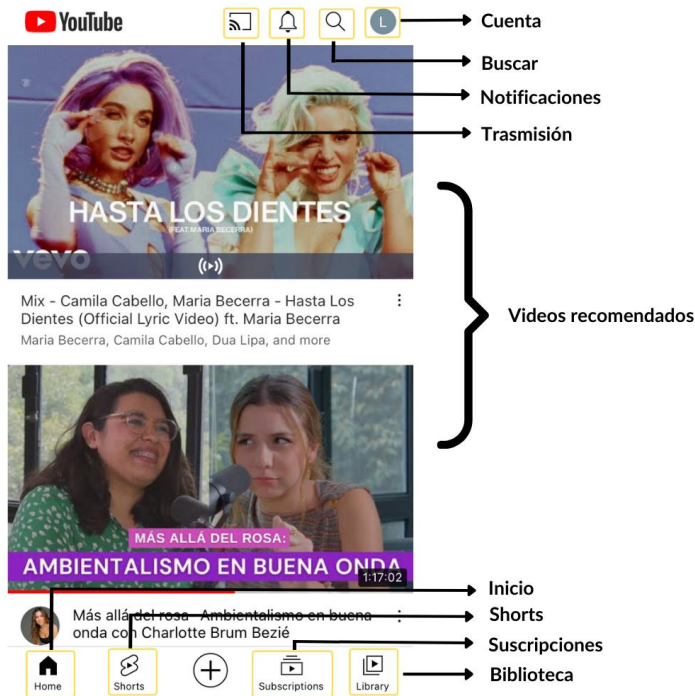 YouTube
L
Cuenta
Buscar
Notificaciones
Trasmisión
HASTA LOS DIENTES
(FEAT. MARIA BECERRA)
vevo
Mix - Camila Cabello, Maria Becerra - Hasta Los
Dientes (Official Lyric Video) ft. Maria Becerra
Maria Becerra, Camila Cabello, Dua Lipa, and more
Videos recomendados
MÁS ALLÁ DEL ROSA:
AMBIENTALISMO EN BUENA ONDA
1:17:02
Más allá del rosa - Ambientalismo en buena
onda con Charlotte Brum Bezié
Inicio
Shorts
Suscripciones
Biblioteca
Home
Shorts
Subscriptions
Library